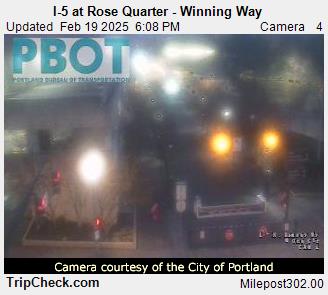 I-5 at Rose Quarter - Winning Way
Updated Feb 19 2025 6:08 PM Camera 4
PBOT
PORTLAND BUREAU OF TRANSPORTATION
Camera courtesy of the City of Portland
TripCheck.com Milepost302.00